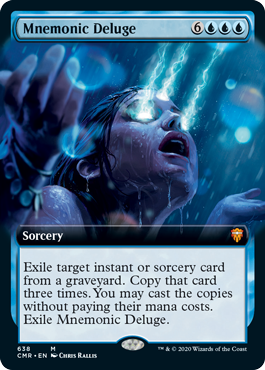 Mnemonic Deluge 6
Sorcery
Exile target instant or sorcery card
from a graveyard. Copy that card
three times. You may cast the copies
without paying their mana costs.
Exile Mnemonic Deluge.
638 M
CMR • EN Chris Rallis ™ & © 2020 Wizards of the Coast